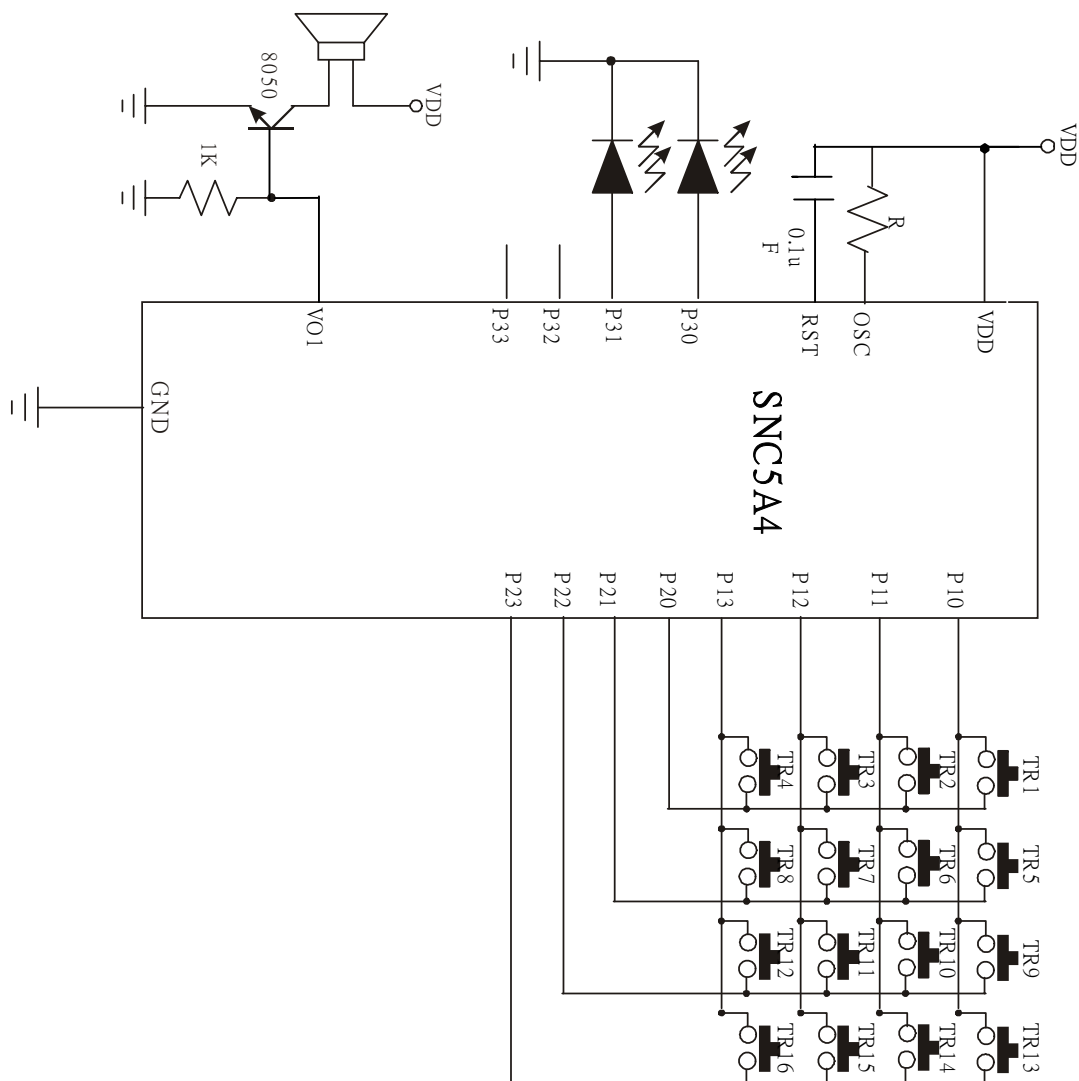 VDD
R
0.1u
F
VDD
8050
1K
VDD
OSC
RST
P30
P31
P32
P33
VO1
SNC5A4
GND
P10
P11
P12
P13
P20
P21
P22
P23
TR1
TR2
TR3
TR4
TR5
TR6
TR7
TR8
TR9
TR10
TR11
TR12
TR13
TR14
TR15
TR16